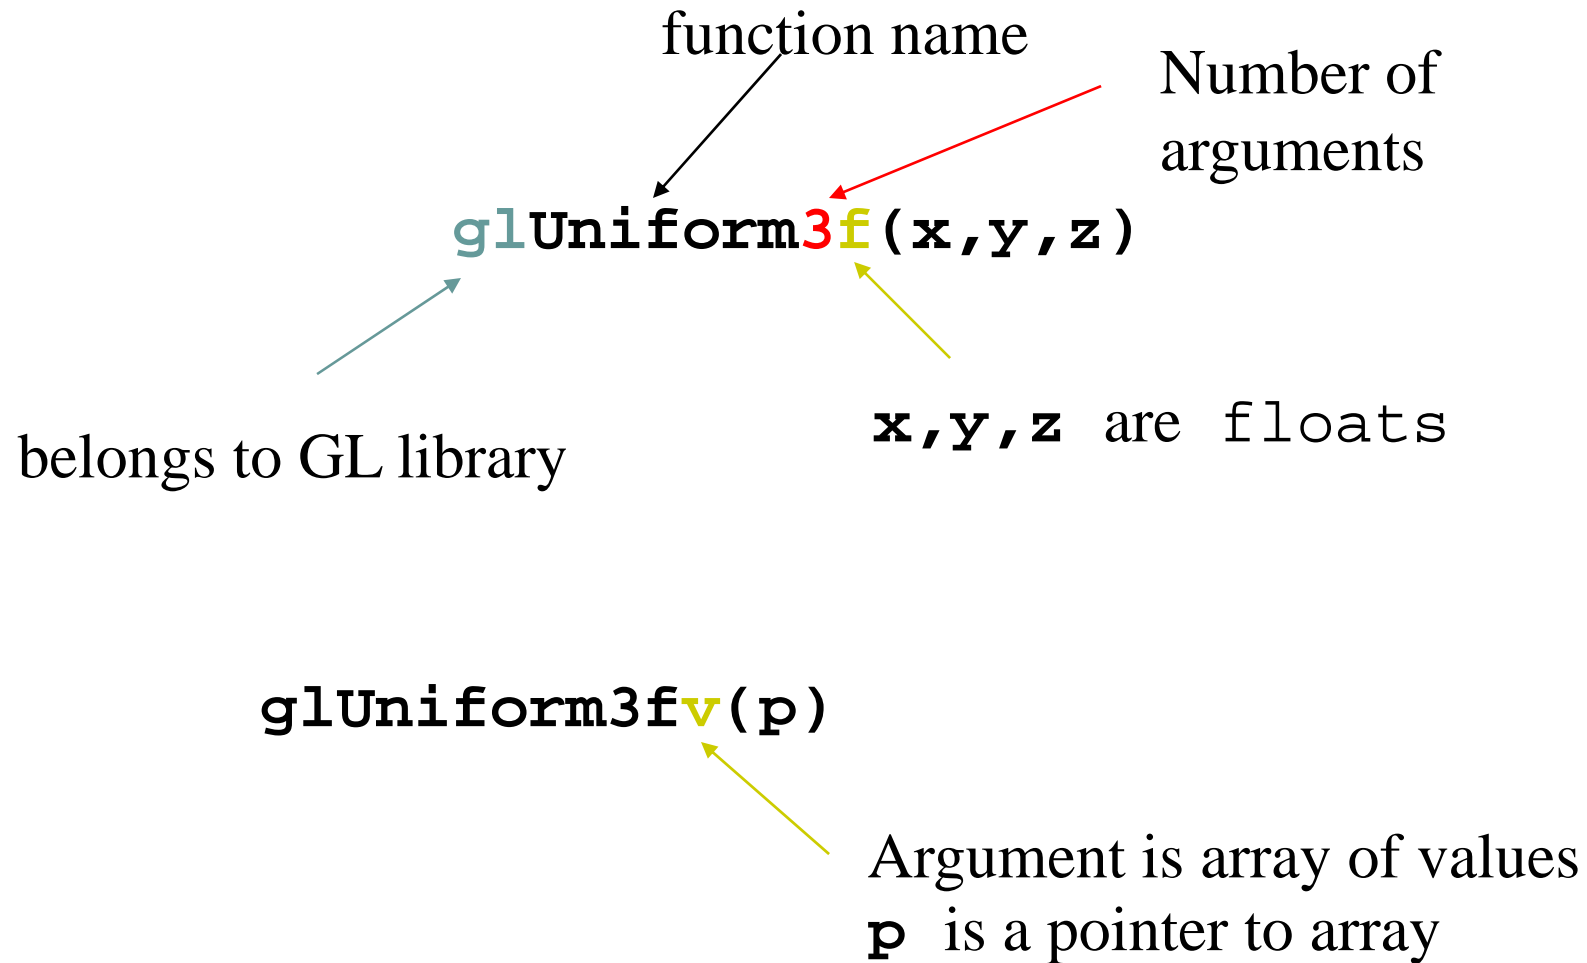 function name
Number of
arguments
glUniform3f(x,y,z)
x,y,z are floats
belongs to GL library
glUniform3fv(p)
Argument is array of values
p is a pointer to array